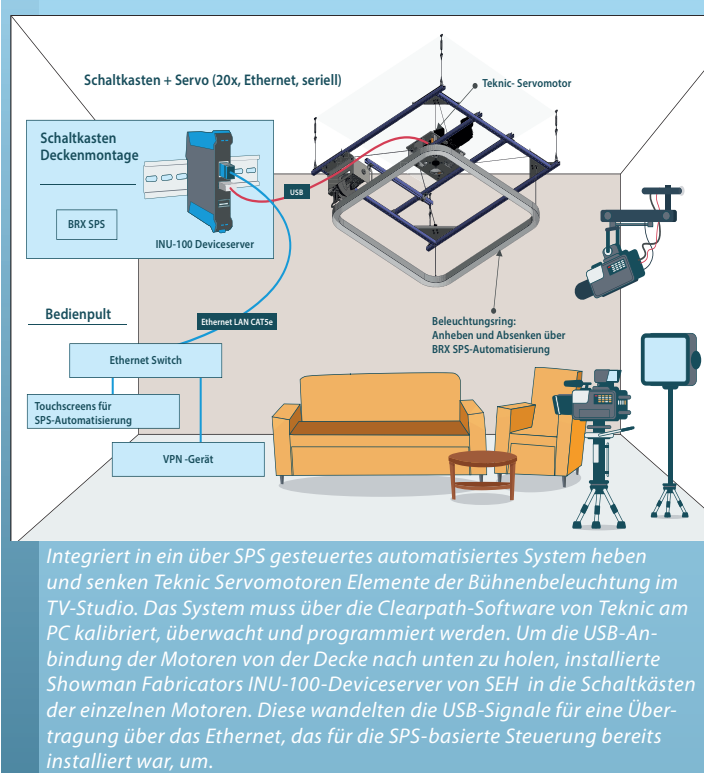 Schaltkasten + Servo (20x, Ethernet, seriell)
Teknic- Servomotor
Schaltkasten
Deckenmontage
USB
BRX SPS
INU-100 Deviceserver
Bedienpult
Ethernet LAN CAT5e
Beleuchtungsring:
Anheben und Absenken über
BRX SPS-Automatisierung
Ethernet Switch
Touchscreens für
SPS-Automatisierung
VPN -Gerät
Integriert in ein über SPS gesteuertes automatisiertes System heben
und senken Teknic Servomotoren Elemente der Bühnenbeleuchtung im
TV-Studio. Das System muss über die Clearpath-Software von Teknic am
PC kalibriert, überwacht und programmiert werden. Um die USB-An-
bindung der Motoren von der Decke nach unten zu holen, installierte
Showman Fabricators INU-100-Deviceserver von SEH in die Schaltkästen
der einzelnen Motoren. Diese wandelten die USB-Signale für eine Über-
tragung über das Ethernet, das für die SPS-basierte Steuerung bereits
installiert war, um.